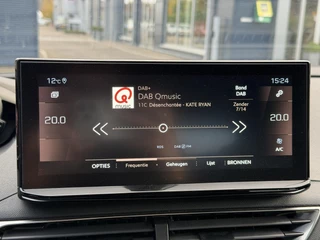 12°C
DAB+
15:24
Q
music
DAB Qmusic
11C. Désenchantée - KATE RYAN
Band
DAB
Zender
7/14
20.0
20.0
A/C
OPTIES
Frequentie
Geheugen
Lijst
BRONNEN